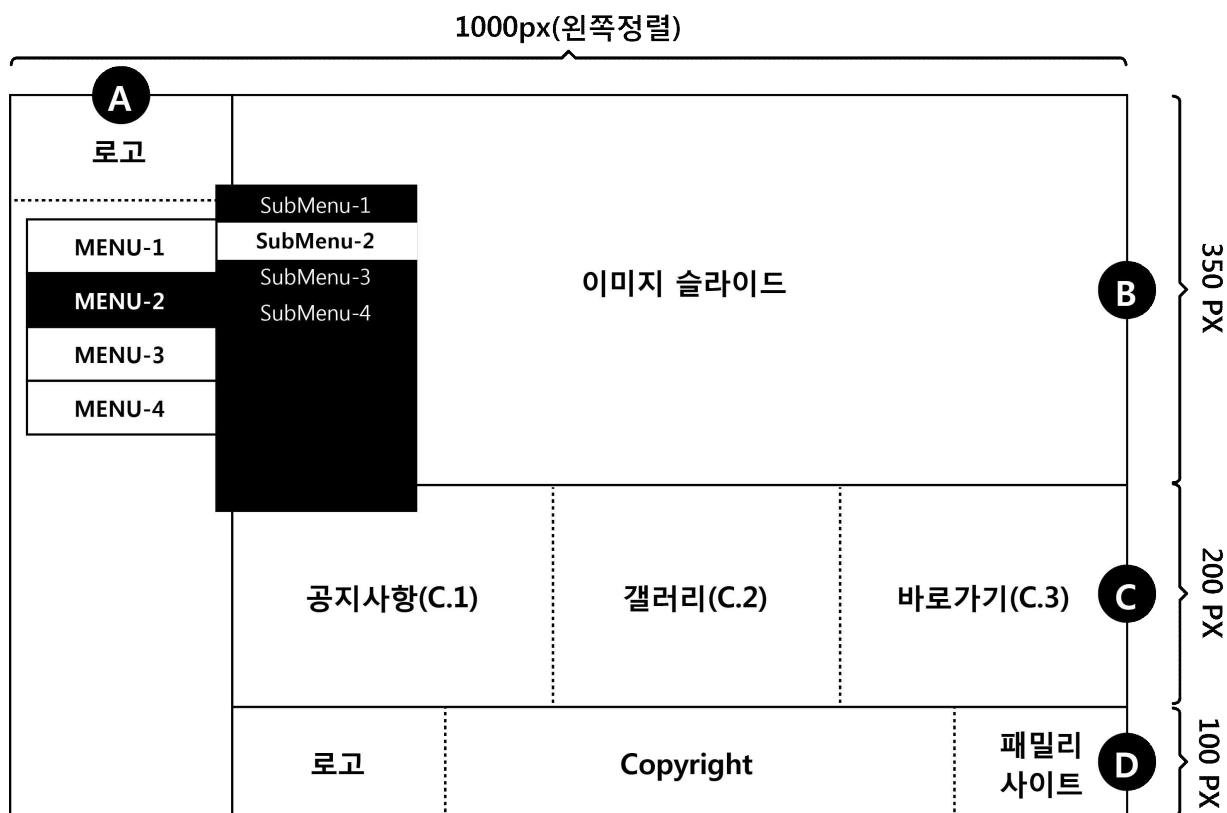 1000px(왼쪽정렬)
A
로고
MENU-1
MENU-2
MENU-3
MENU-4
SubMenu-1
SubMenu-2
SubMenu-3
SubMenu-4
이미지 슬라이드
B
350 PX
공지사항(C.1)
갤러리(C.2)
바로가기(C.3)
C
200 PX
로고
Copyright
패밀리
사이트
D
100 PX